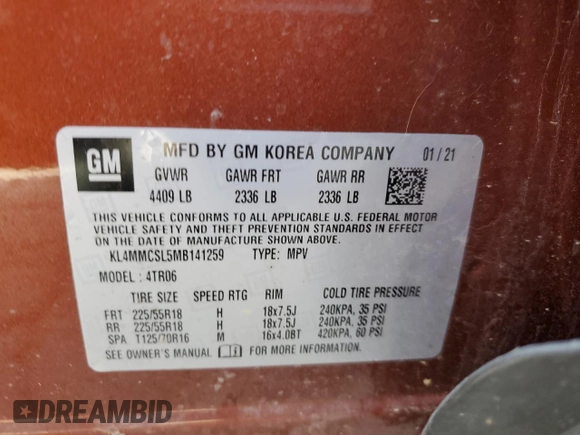 GM
MFD BY GM KOREA COMPANY 01/21
GVWR GAWR FRT GAWR RR
4409 LB 2336 LB 2336 LB
THIS VEHICLE CONFORMS TO ALL APPLICABLE U.S. FEDERAL MOTOR
VEHICLE SAFETY AND THEFT PREVENTION STANDARDS IN EFFECT ON
THE DATE OF MANUFACTURE SHOWN ABOVE.
KL4MMCSL5MB141259 TYPE: MPV
MODEL: 4TR06
TIRE SIZE SPEED RTG RIM COLD TIRE PRESSURE
FRT 225/55R18 H 18x7.5J 240KPA, 35 PSI
RR 225/55R18 H 18x7.5J 240KPA, 35 PSI
SPA T125/70R16 M 16x4.0BT 420KPA, 60 PSI
SEE OWNER'S MANUAL FOR MORE INFORMATION.
DREAMBID